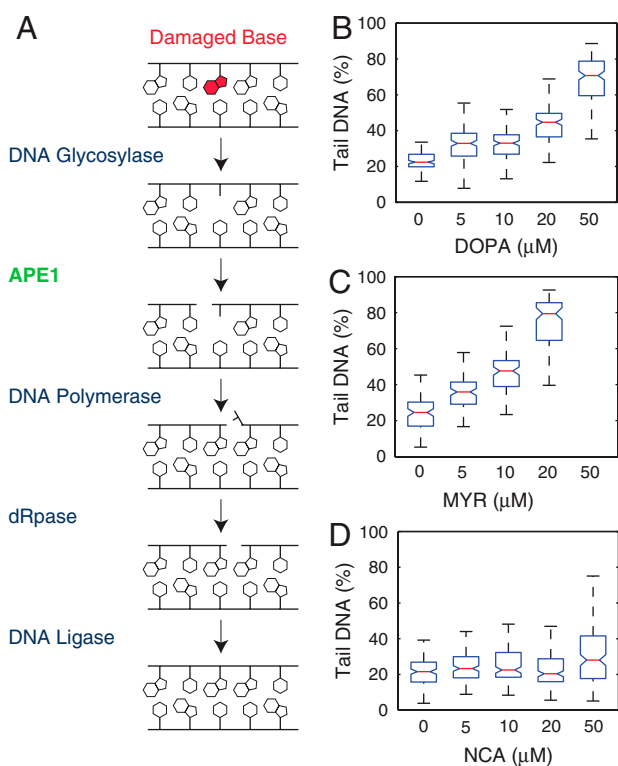 A
Damaged Base
DNA Glycosylase
APE1
DNA Polymerase
dRpase
DNA Ligase
B
Tail DNA (%)
100
80
60
40
20
0
0 5 10 20 50
DOPA (μM)
C
Tail DNA (%)
100
80
60
40
20
0
0 5 10 20 50
MYR (μM)
D
Tail DNA (%)
100
80
60
40
20
0
0 5 10 20 50
NCA (μM)